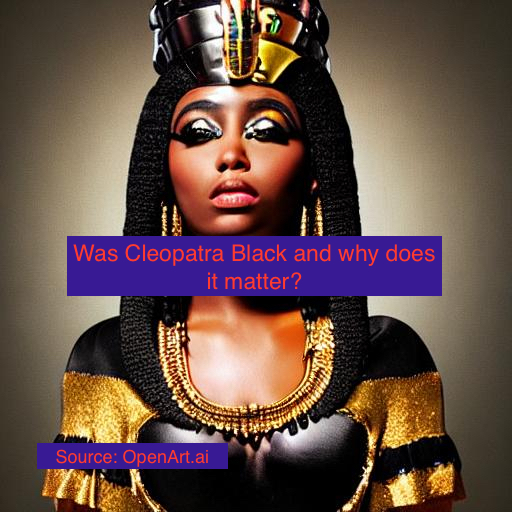 Was Cleopatra Black and why does
it matter?
Source: OpenArt.ai